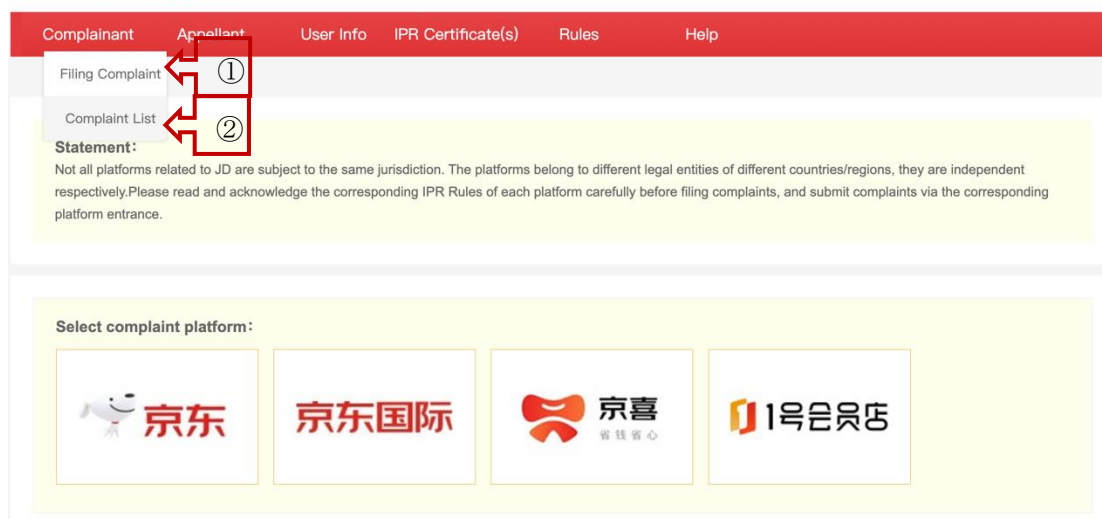 Complainant Appellant User Info IPR Certificate(s) Rules Help
Filing Complaint ①
Complaint List ②
Statement：
Not all platforms related to JD are subject to the same jurisdiction. The platforms belong to different legal entities of different countries/regions, they are independent
respectively.Please read and acknowledge the corresponding IPR Rules of each platform carefully before filing complaints, and submit complaints via the corresponding
platform entrance.
Select complaint platform：
京东
京东国际
京喜
省钱省心
1号会员店